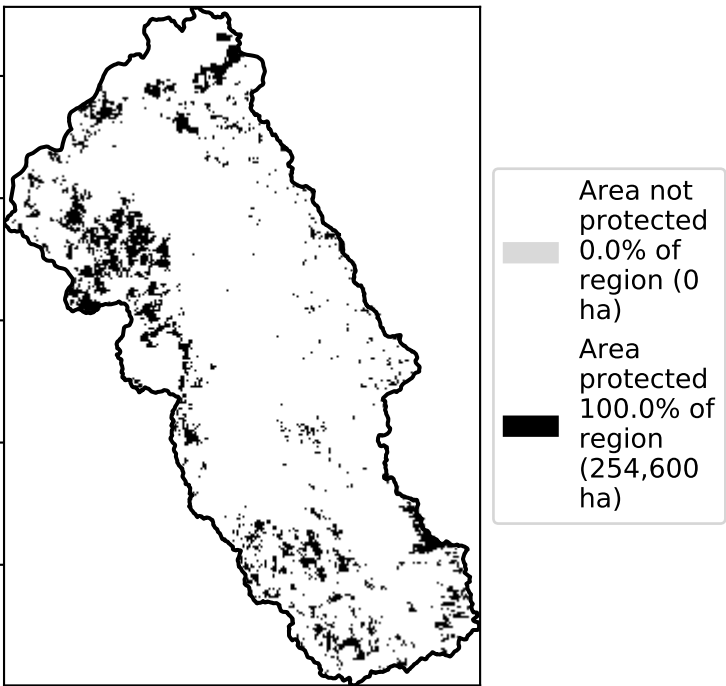 Area not
protected
0.0% of
region (0
ha)
Area
protected
100.0% of
region
(254,600
ha)